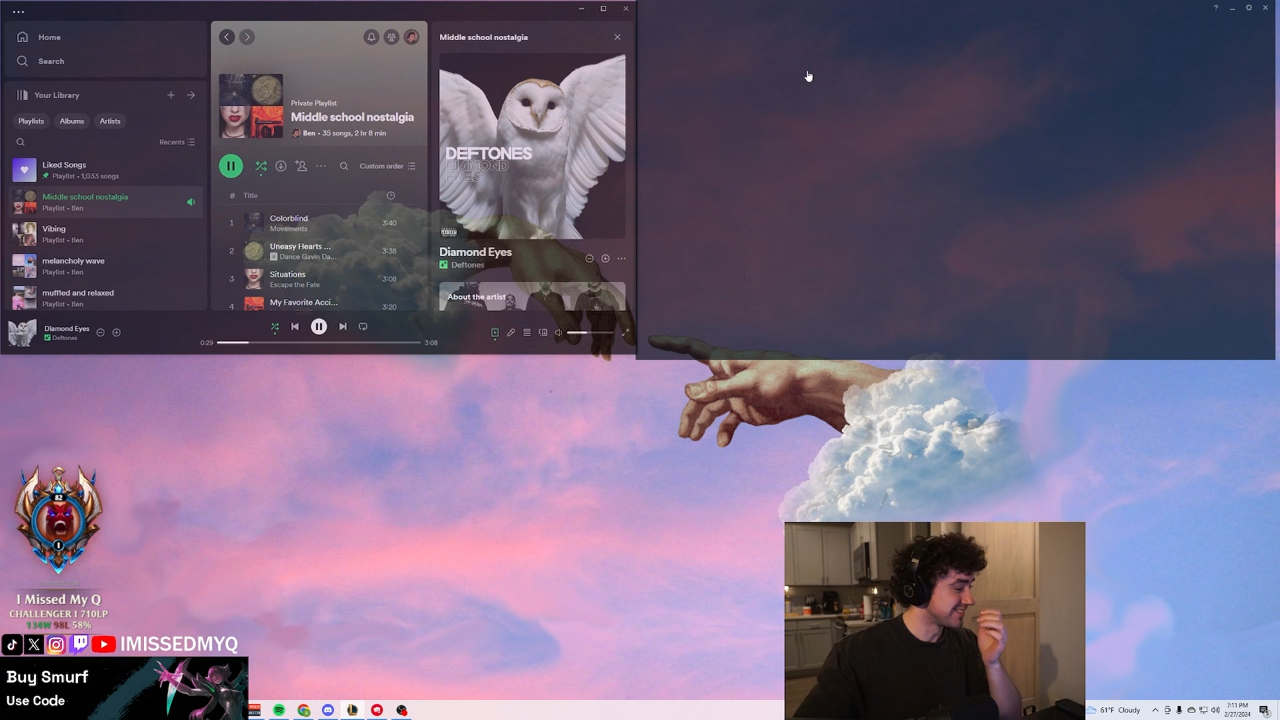 Home
Search
Your Library
Playlists
Albums
Artists
Recents
Liked Songs
Playlist • 1,033 songs
Middle school nostalgia
Playlist • Ben
Vibing
Playlist • Ben
melancholy wave
Playlist • Ben
muffled and relaxed
Playlist • Ben
Private Playlist
Middle school nostalgia
Ben • 35 songs, 2 hr 8 min
Custom order
# Title
1 Colorblind 3:40
Movements
2 Uneasy Hearts ... 3:38
E Dance Gavin Da...
3 Situations 3:08
Escape the Fate
4 My Favorite Acci... 3:20
Middle school nostalgia
DEFTONES
DIAMOND
EYES
Diamond Eyes
Deftones
About the artist
Diamond Eyes
Deftones
0:29
3:08
82
I
I Missed My Q
CHALLENGER I 710LP
134W 98L 58%
IMISSEDMYQ
Buy Smurf
Use Code
61°F Cloudy
7:11 PM
2/27/2024